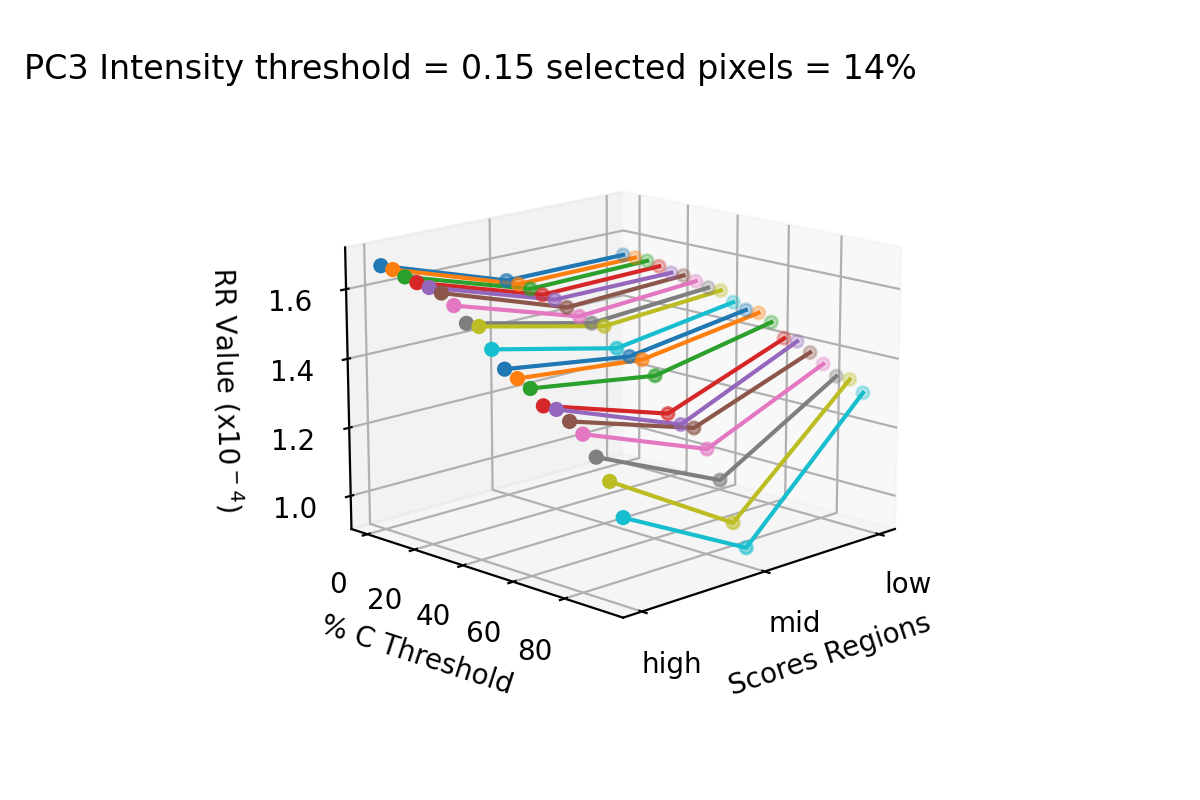 PC3 Intensity threshold = 0.15 selected pixels = 14%
RR Value (x10⁻⁴)
1.6
1.4
1.2
1.0
0
20
40
60
80
% C Threshold
high
mid
low
Scores Regions